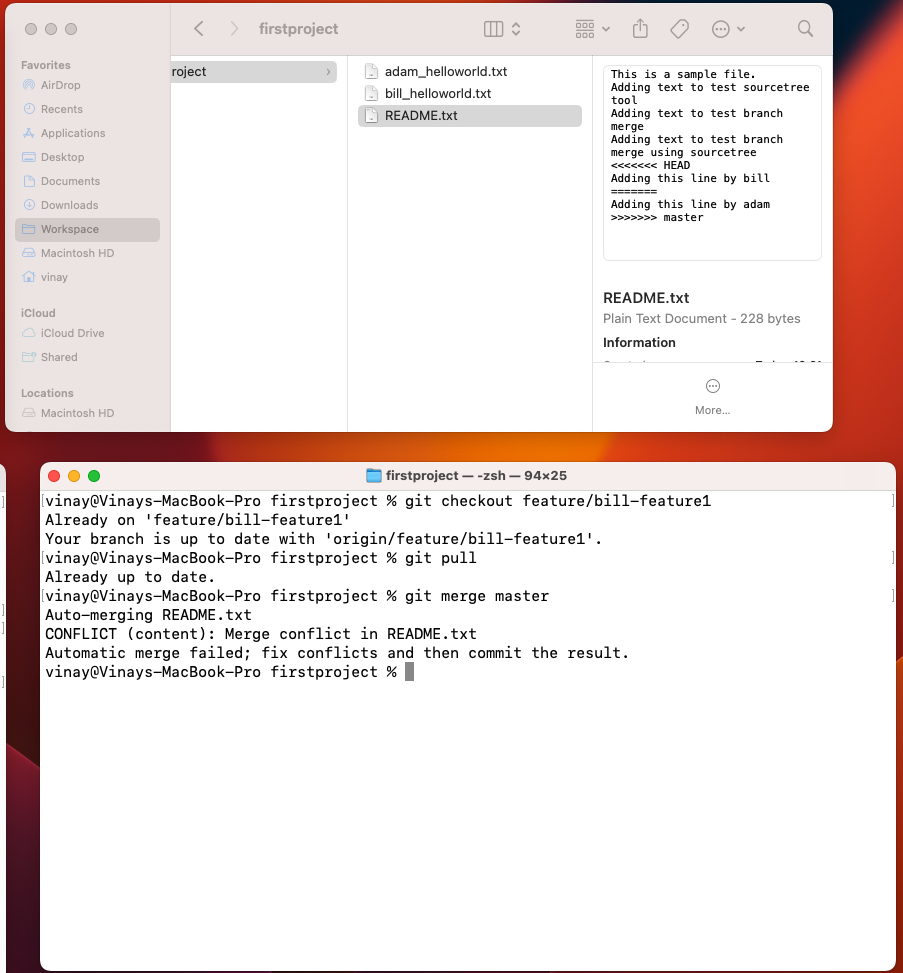 firstproject
Favorites
AirDrop
Recents
Applications
Desktop
Documents
Downloads
Workspace
Macintosh HD
vinay
iCloud
iCloud Drive
Shared
Locations
Macintosh HD
roject
adam_helloworld.txt
bill_helloworld.txt
README.txt
This is a sample file.
Adding text to test sourcetree
tool
Adding text to test branch
merge
Adding text to test branch
merge using sourcetree
<<<<<<< HEAD
Adding this line by bill
=======
Adding this line by adam
>>>>>>> master
README.txt
Plain Text Document - 228 bytes
Information
More...
firstproject — -zsh — 94×25
vinay@Vinays-MacBook-Pro firstproject % git checkout feature/bill-feature1
Already on 'feature/bill-feature1'
Your branch is up to date with 'origin/feature/bill-feature1'.
vinay@Vinays-MacBook-Pro firstproject % git pull
Already up to date.
vinay@Vinays-MacBook-Pro firstproject % git merge master
Auto-merging README.txt
CONFLICT (content): Merge conflict in README.txt
Automatic merge failed; fix conflicts and then commit the result.
vinay@Vinays-MacBook-Pro firstproject %